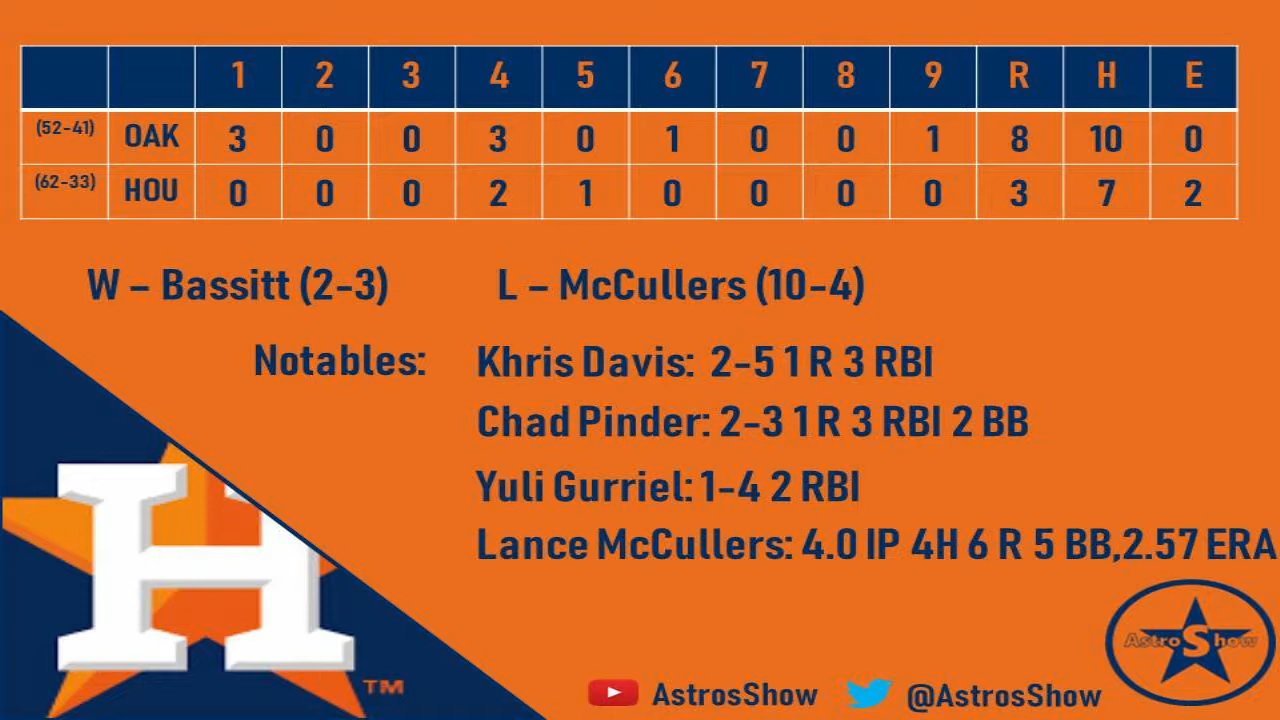 1 2 3 4 5 6 7 8 9 R H E
(52-41) OAK 3 0 0 3 0 1 0 0 1 8 10 0
(62-33) HOU 0 0 0 2 1 0 0 0 0 3 7 2
W – Bassitt (2-3) L – McCullers (10-4)
Notables: Khris Davis: 2-5 1 R 3 RBI
Chad Pinder: 2-3 1 R 3 RBI 2 BB
Yuli Gurriel: 1-4 2 RBI
Lance McCullers: 4.0 IP 4H 6 R 5 BB,2.57 ERA
H
TM
AstroShow
AstrosShow @AstrosShow